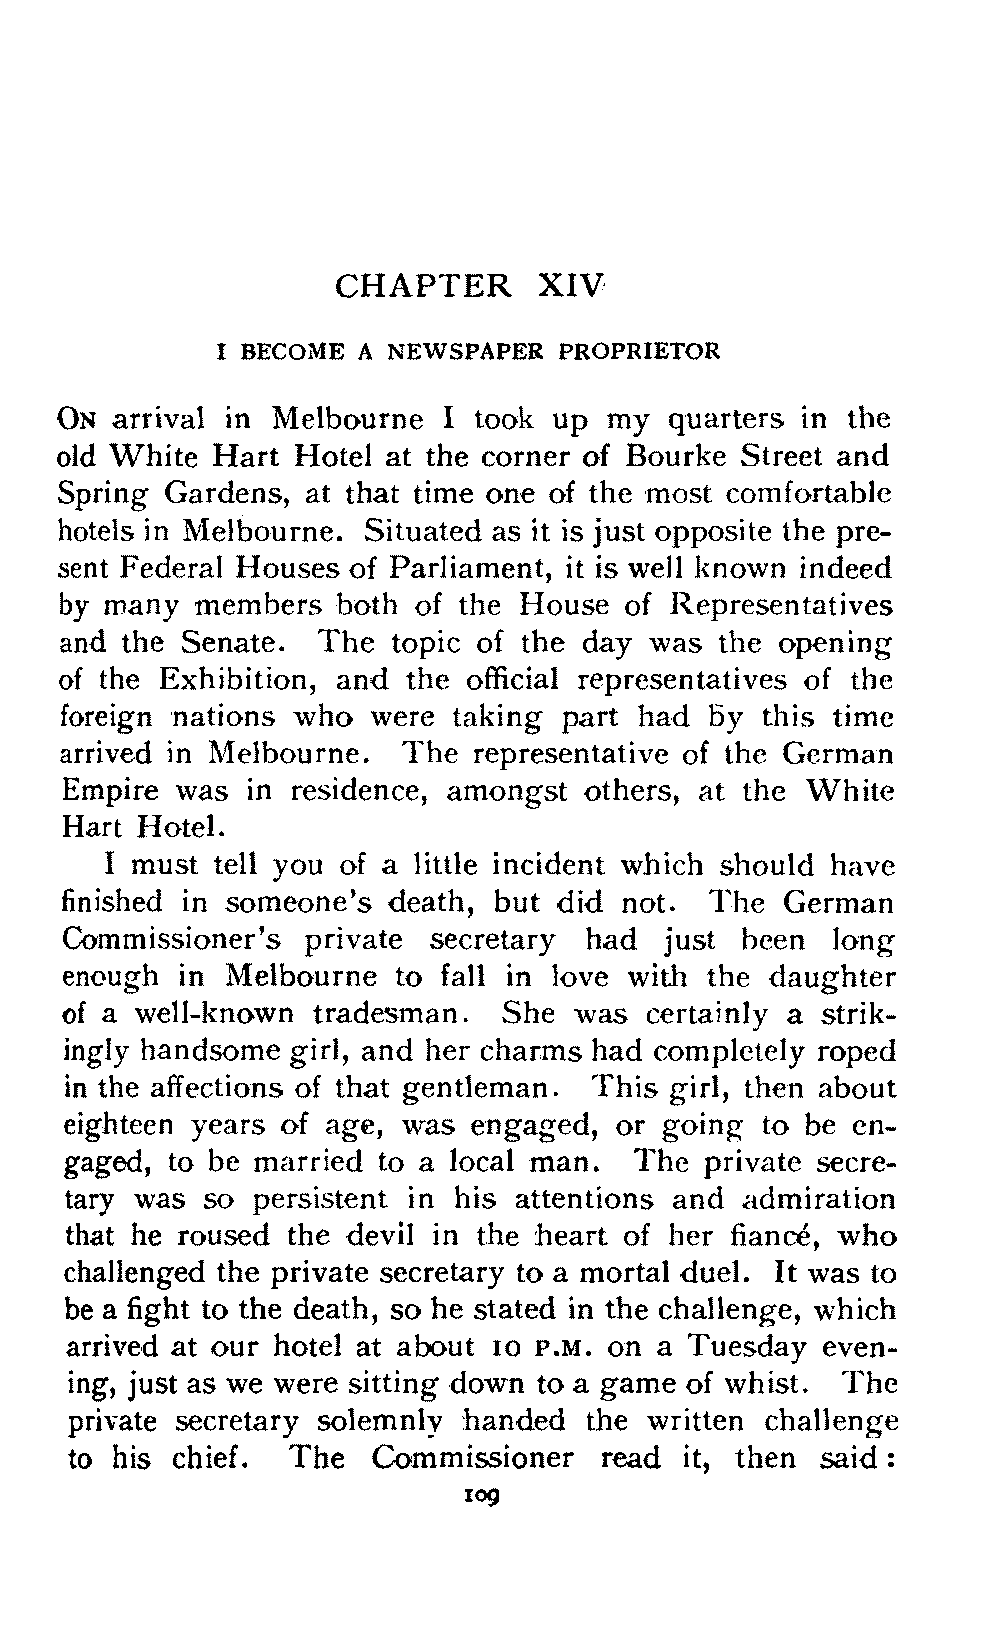 CHAPTER XIV
I BECOME A NEWSPAPER PROPRIETOR
ON arrival in Melbourne I took up my quarters in the
old White Hart Hotel at the corner of Bourke Street and
Spring Gardens, at that time one of the most comfortable
hotels in Melbourne. Situated as it is just opposite the pre-
sent Federal Houses of Parliament, it is well known indeed
by many members both of the House of Representatives
and the Senate. The topic of the day was the opening
of the Exhibition, and the official representatives of the
foreign nations who were taking part had by this time
arrived in Melbourne. The representative of the German
Empire was in residence, amongst others, at the White
Hart Hotel.
I must tell you of a little incident which should have
finished in someone's death, but did not. The German
Commissioner's private secretary had just been long
enough in Melbourne to fall in love with the daughter
of a well-known tradesman. She was certainly a strik-
ingly handsome girl, and her charms had completely roped
in the affections of that gentleman. This girl, then about
eighteen years of age, was engaged, or going to be en-
gaged, to be married to a local man. The private secre-
tary was so persistent in his attentions and admiration
that he roused the devil in the heart of her fiancé, who
challenged the private secretary to a mortal duel. It was to
be a fight to the death, so he stated in the challenge, which
arrived at our hotel at about 10 P.M. on a Tuesday even-
ing, just as we were sitting down to a game of whist. The
private secretary solemnly handed the written challenge
to his chief. The Commissioner read it, then said:
109